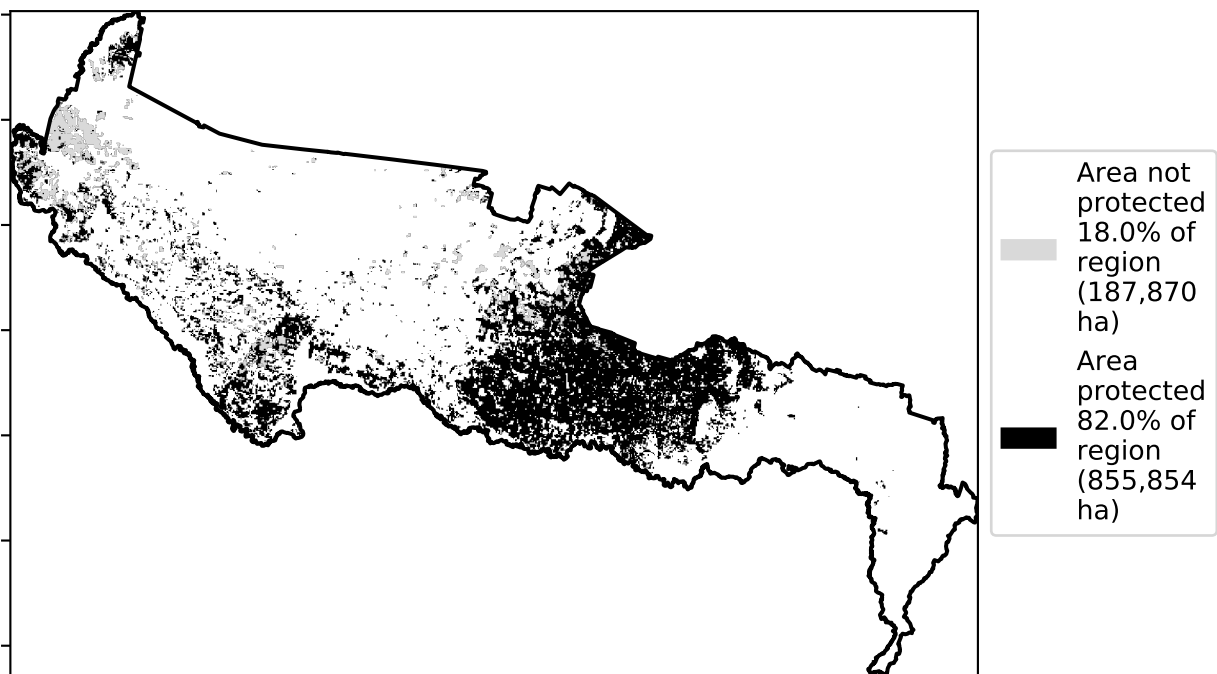 Area not
protected
18.0% of
region
(187,870
ha)
Area
protected
82.0% of
region
(855,854
ha)